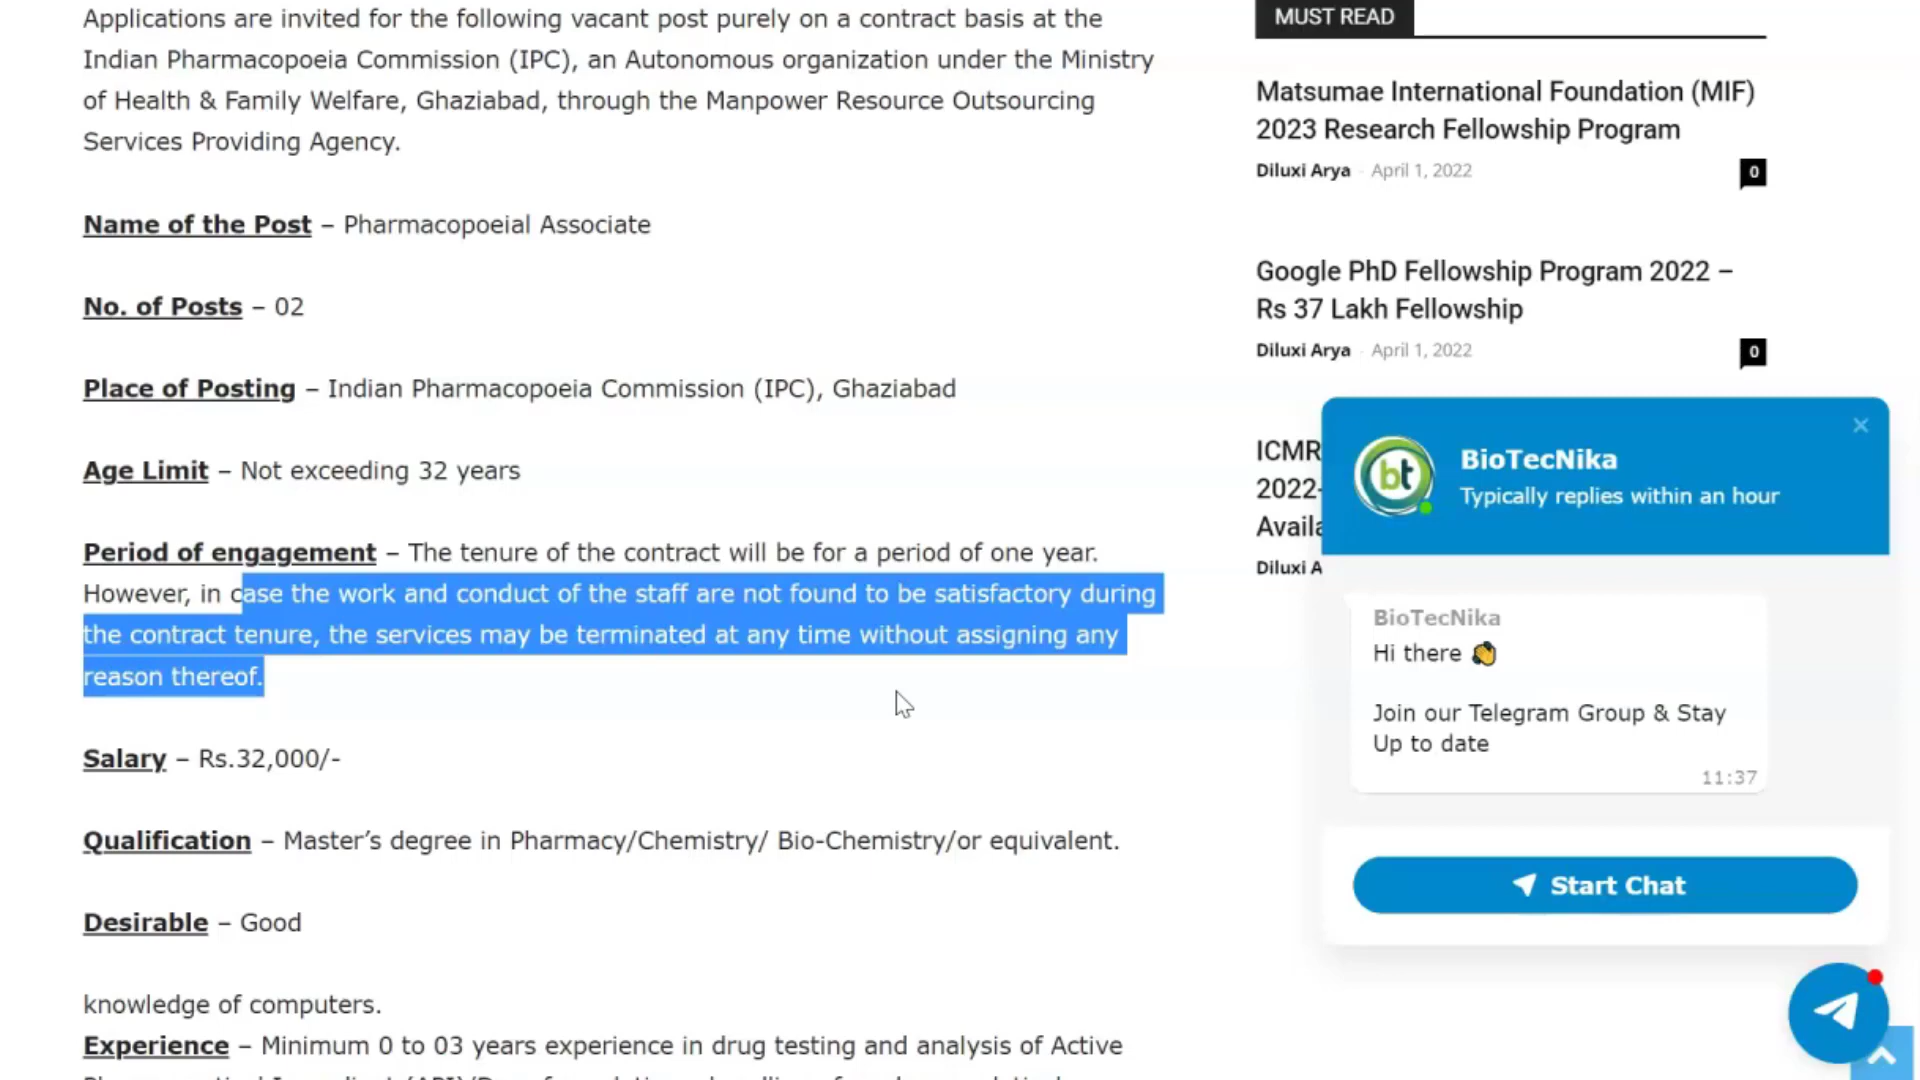 Applications are invited for the following vacant post purely on a contract basis at the
Indian Pharmacopoeia Commission (IPC), an Autonomous organization under the Ministry
of Health & Family Welfare, Ghaziabad, through the Manpower Resource Outsourcing
Services Providing Agency.
Name of the Post – Pharmacopoeial Associate
No. of Posts – 02
Place of Posting – Indian Pharmacopoeia Commission (IPC), Ghaziabad
Age Limit – Not exceeding 32 years
Period of engagement – The tenure of the contract will be for a period of one year.
However, in case the work and conduct of the staff are not found to be satisfactory during
the contract tenure, the services may be terminated at any time without assigning any
reason thereof.
Salary – Rs.32,000/-
Qualification – Master’s degree in Pharmacy/Chemistry/ Bio-Chemistry/or equivalent.
Desirable – Good
knowledge of computers.
Experience – Minimum 0 to 03 years experience in drug testing and analysis of Active
MUST READ
Matsumae International Foundation (MIF)
2023 Research Fellowship Program
Diluxi Arya - April 1, 2022
0
Google PhD Fellowship Program 2022 –
Rs 37 Lakh Fellowship
Diluxi Arya - April 1, 2022
0
ICMR
2022-
Availa
Diluxi A
BioTecNika
Typically replies within an hour
bt
BioTecNika
Hi there
Join our Telegram Group & Stay
Up to date
11:37
Start Chat